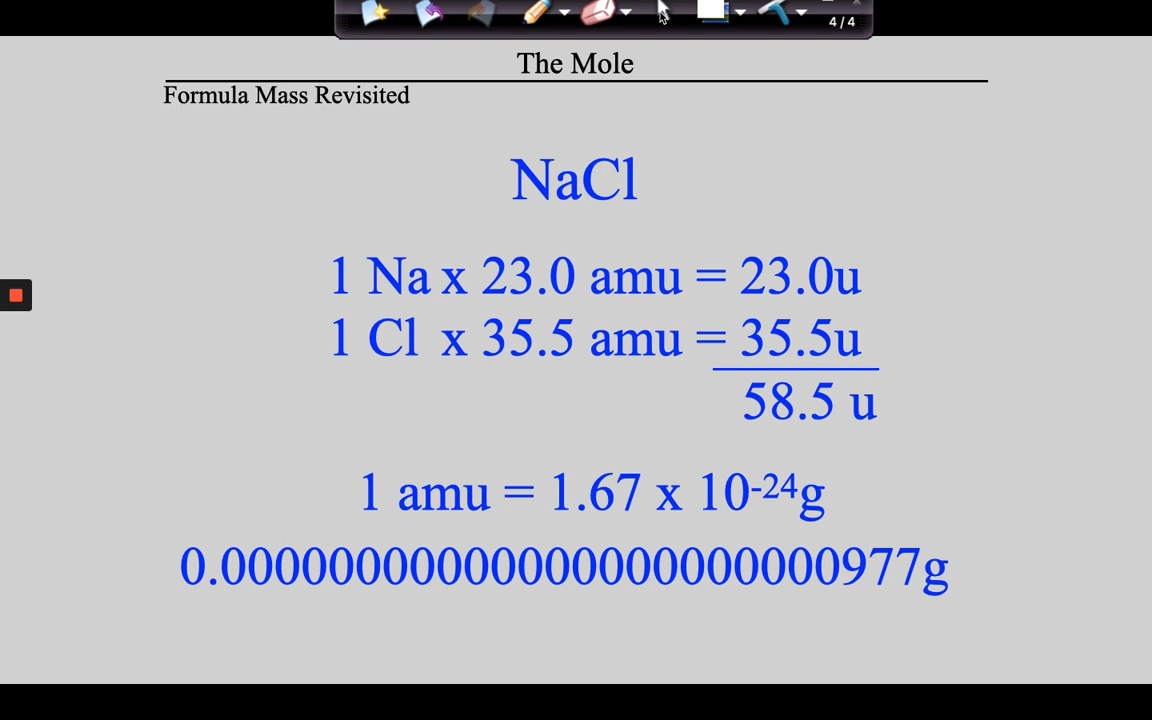 4/4
The Mole
Formula Mass Revisited
NaCl
1 Na x 23.0 amu = 23.0u
1 Cl x 35.5 amu = 35.5u
58.5 u
1 amu = 1.67 x 10-24g
0.00000000000000000000000977g